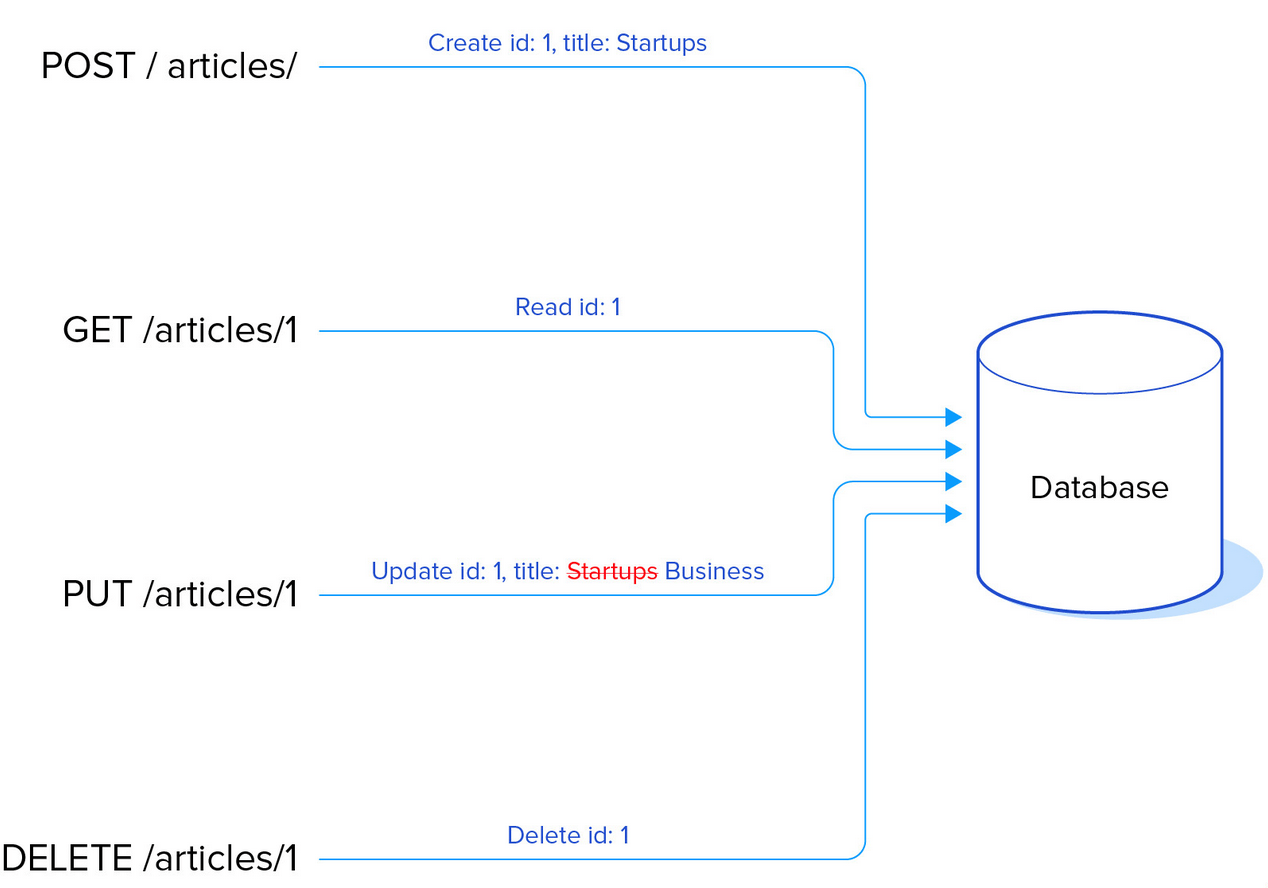 Create id: 1, title: Startups
POST / articles/
Read id: 1
GET /articles/1
Database
Update id: 1, title: Startups Business
PUT /articles/1
Delete id: 1
DELETE /articles/1